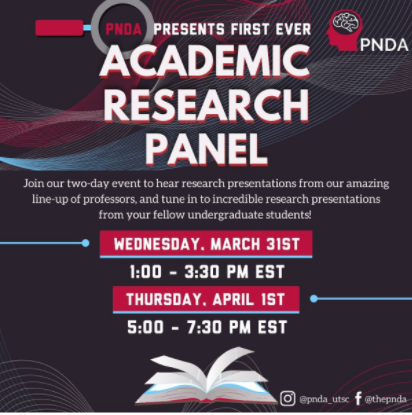 PNDA PRESENTS FIRST EVER
PNDA
ACADEMIC
RESEARCH
PANEL
Join our two-day event to hear research presentations from our amazing
line-up of professors, and tune in to incredible research presentations
from your fellow undergraduate students!
WEDNESDAY, MARCH 31ST
1:00 - 3:30 PM EST
THURSDAY, APRIL 1ST
5:00 - 7:30 PM EST
@pnda_utsc f @thepnda